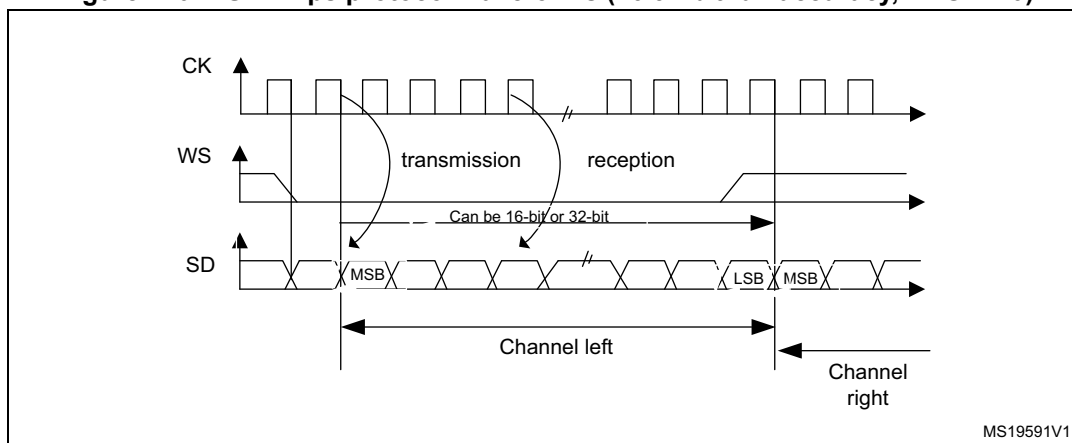 CK
WS
transmission
reception
Can be 16-bit or 32-bit
SD
MSB
LSB
MSB
Channel left
Channel
right
MS19591V1